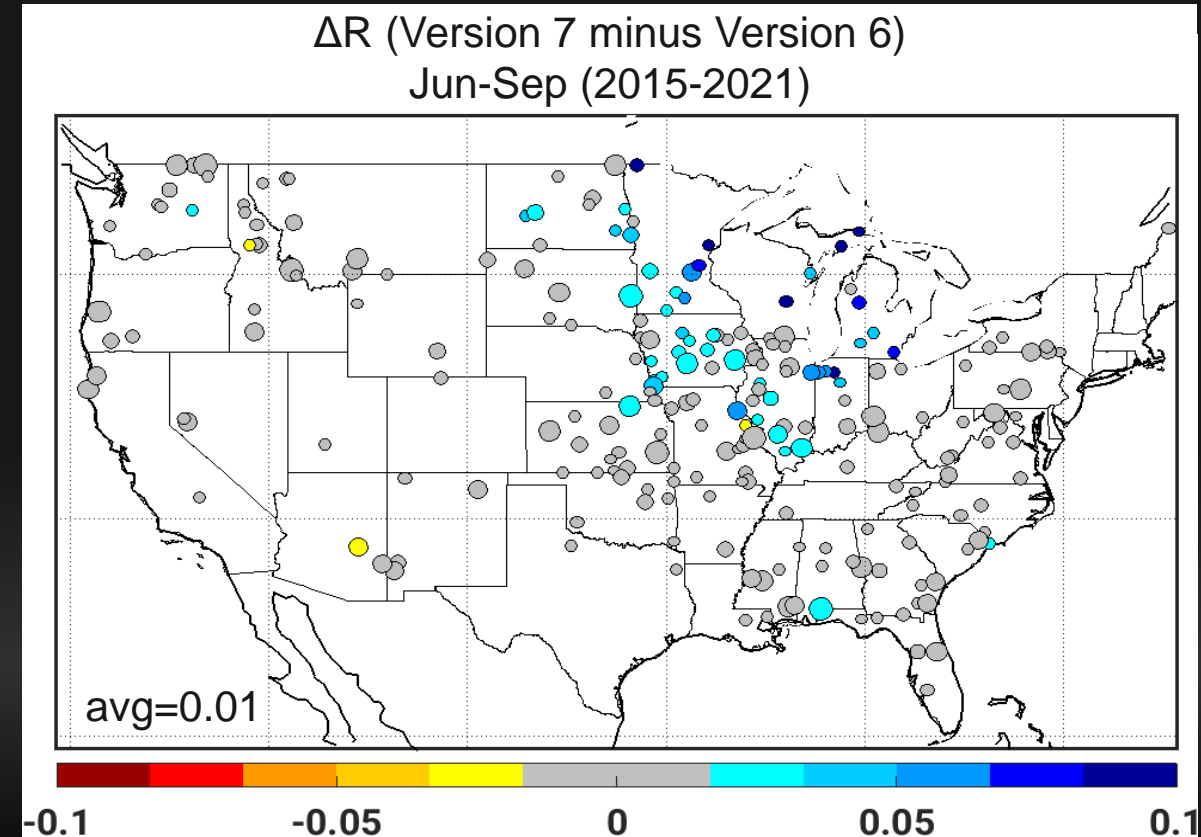 ΔR (Version 7 minus Version 6)
Jun-Sep (2015-2021)
avg=0.01
-0.1 -0.05 0 0.05 0.1